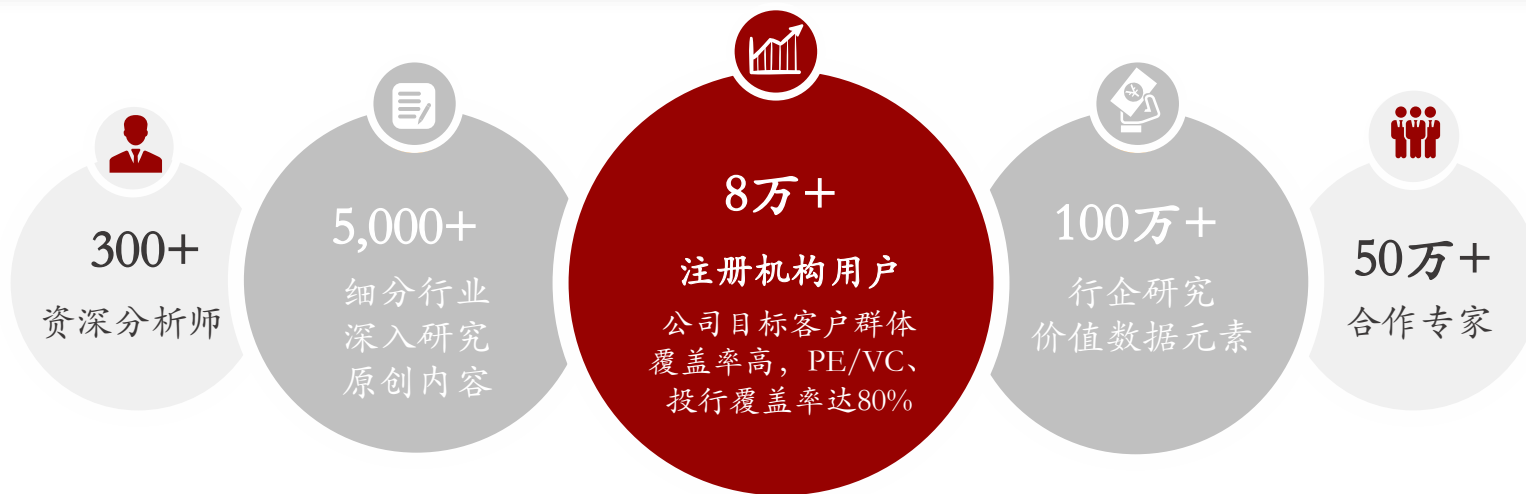 300+
资深分析师
5,000+
细分行业
深入研究
原创内容
8万+
注册机构用户
公司目标客户群体
覆盖率高，PE/VC、
投行覆盖率达80%
100万+
行企研究
价值数据元素
50万+
合作专家